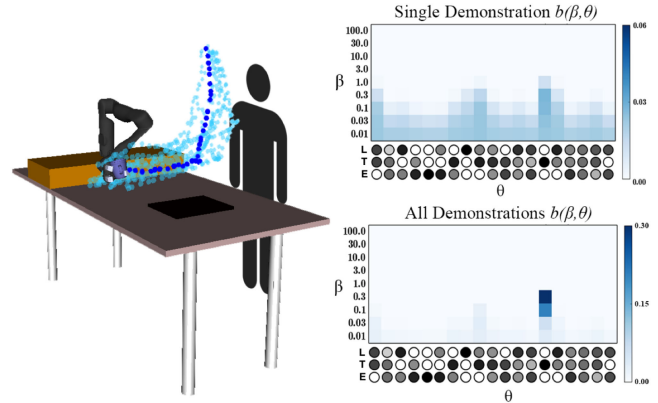 Single Demonstration b(β,θ)
100.0
30.0
10.0
3.0
1.0
0.3
0.1
0.03
0.01
β
0.06
0.03
0.00
L
T
E
θ
All Demonstrations b(β,θ)
100.0
30.0
10.0
3.0
1.0
0.3
0.1
0.03
0.01
β
0.30
0.15
0.00
L
T
E
θ